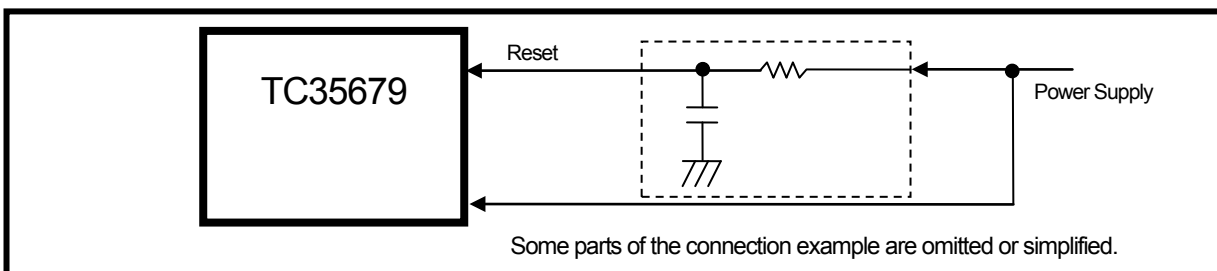 Reset
TC35679
Power Supply
Some parts of the connection example are omitted or simplified.